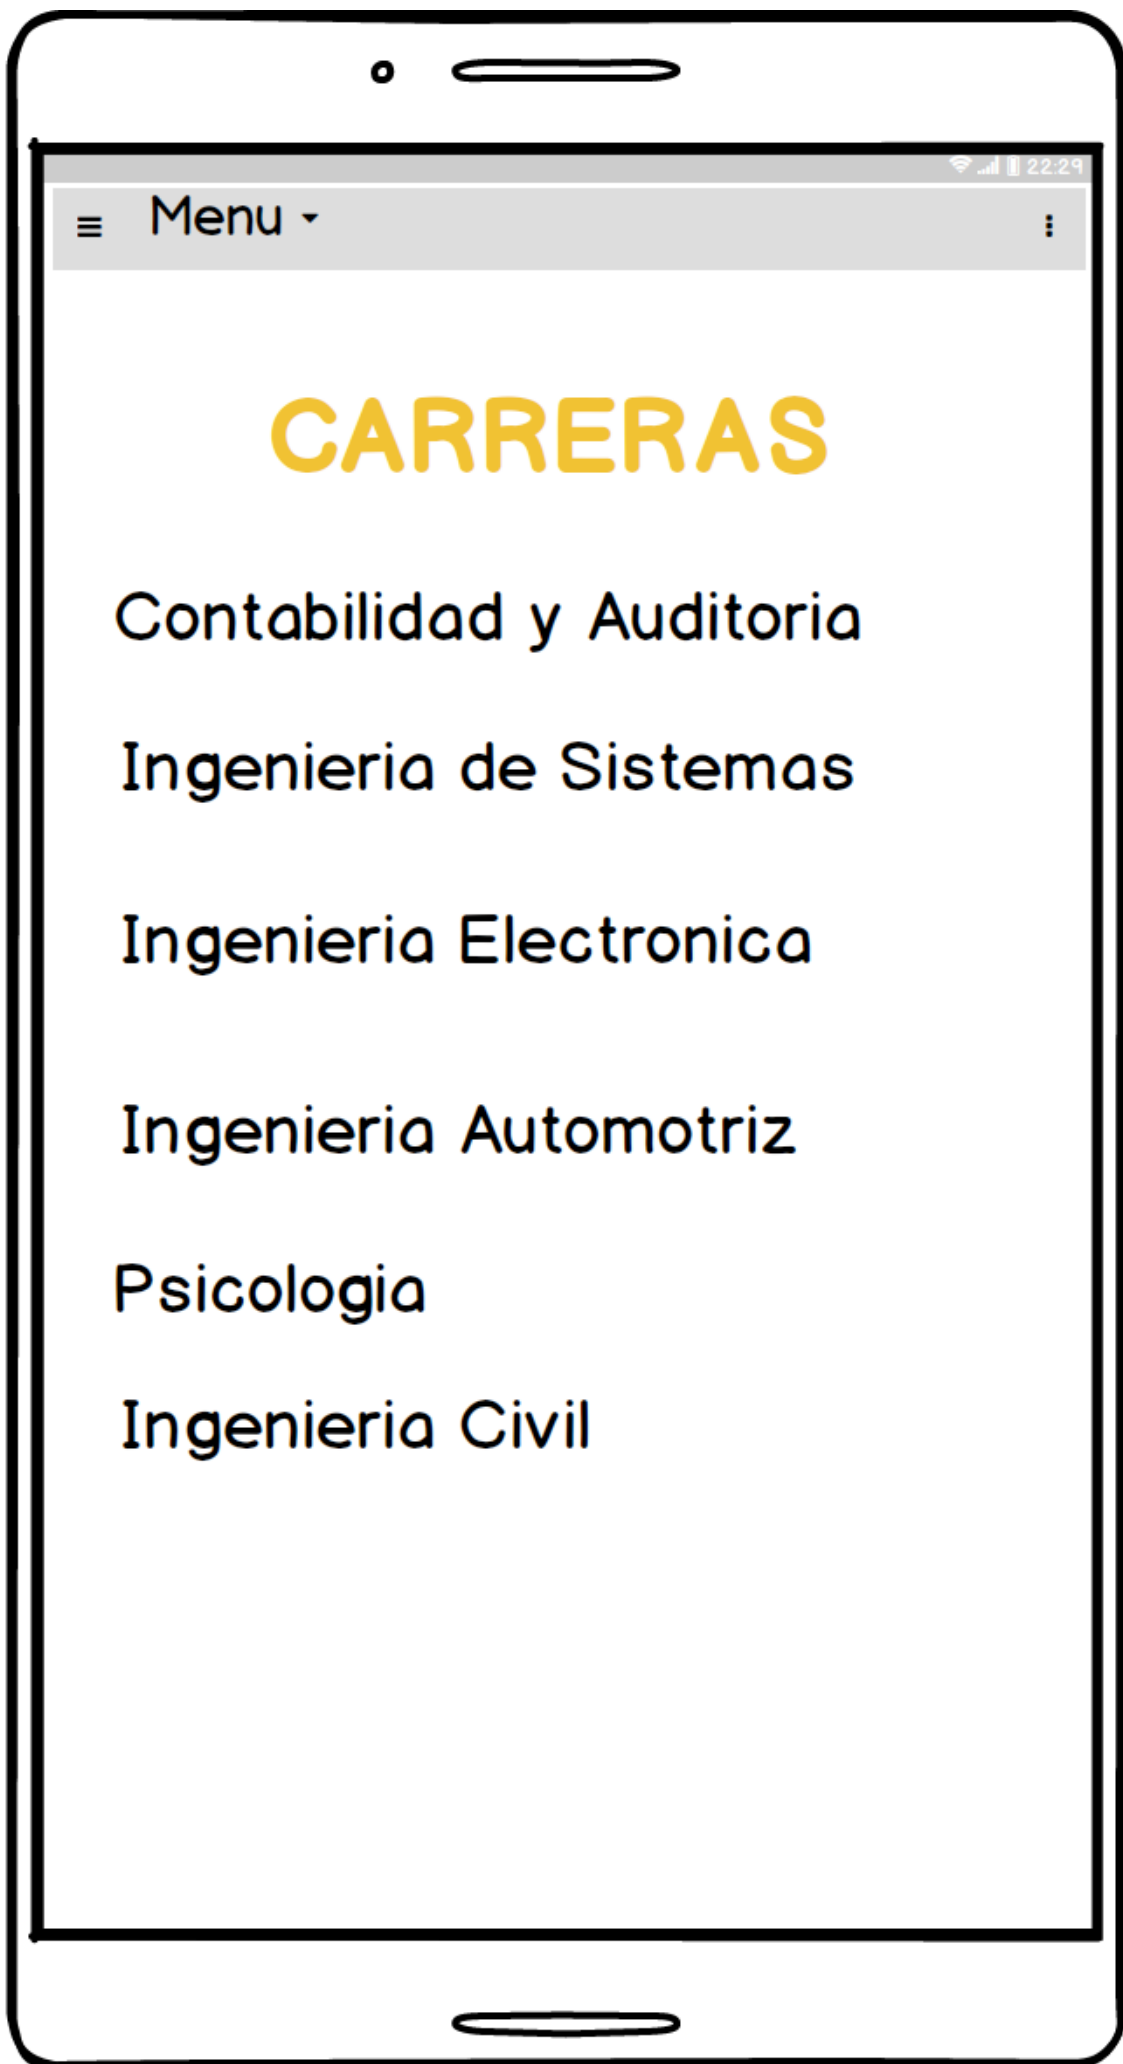 22:29
Menu
CARRERAS
Contabilidad y Auditoria
Ingenieria de Sistemas
Ingenieria Electronica
Ingenieria Automotriz
Psicologia
Ingenieria Civil